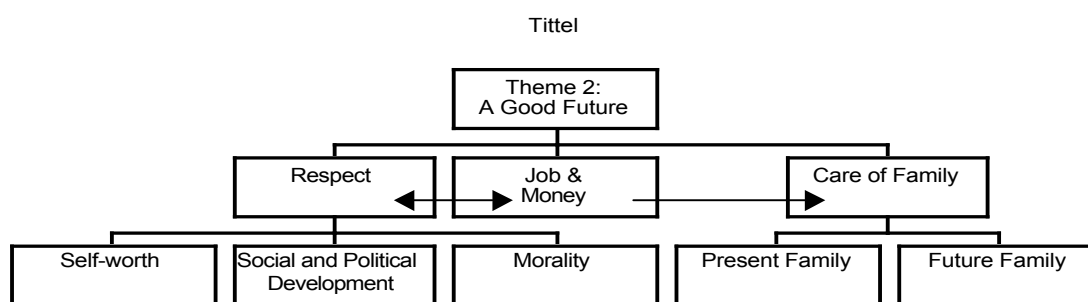 Tittel
Theme 2:
A Good Future
Respect
Job &
Money
Care of Family
Self-worth
Social and Political
Development
Morality
Present Family
Future Family